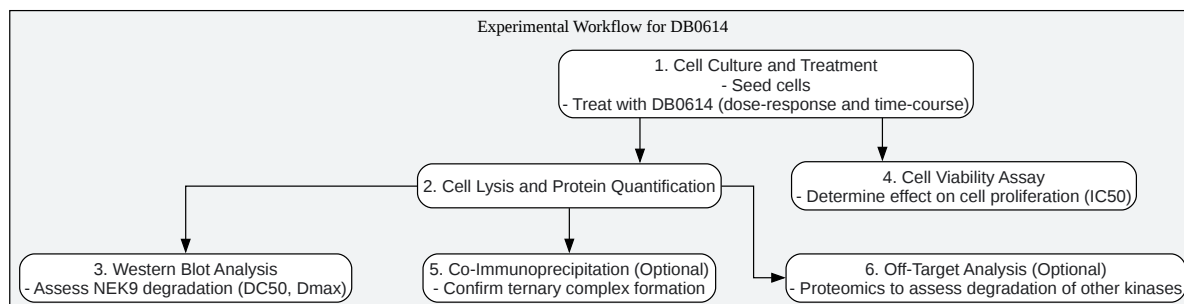 Experimental Workflow for DB0614
1. Cell Culture and Treatment
- Seed cells
- Treat with DB0614 (dose-response and time-course)
2. Cell Lysis and Protein Quantification
4. Cell Viability Assay
- Determine effect on cell proliferation (IC50)
3. Western Blot Analysis
- Assess NEK9 degradation (DC50, Dmax)
5. Co-Immunoprecipitation (Optional)
- Confirm ternary complex formation
6. Off-Target Analysis (Optional)
- Proteomics to assess degradation of other kinases